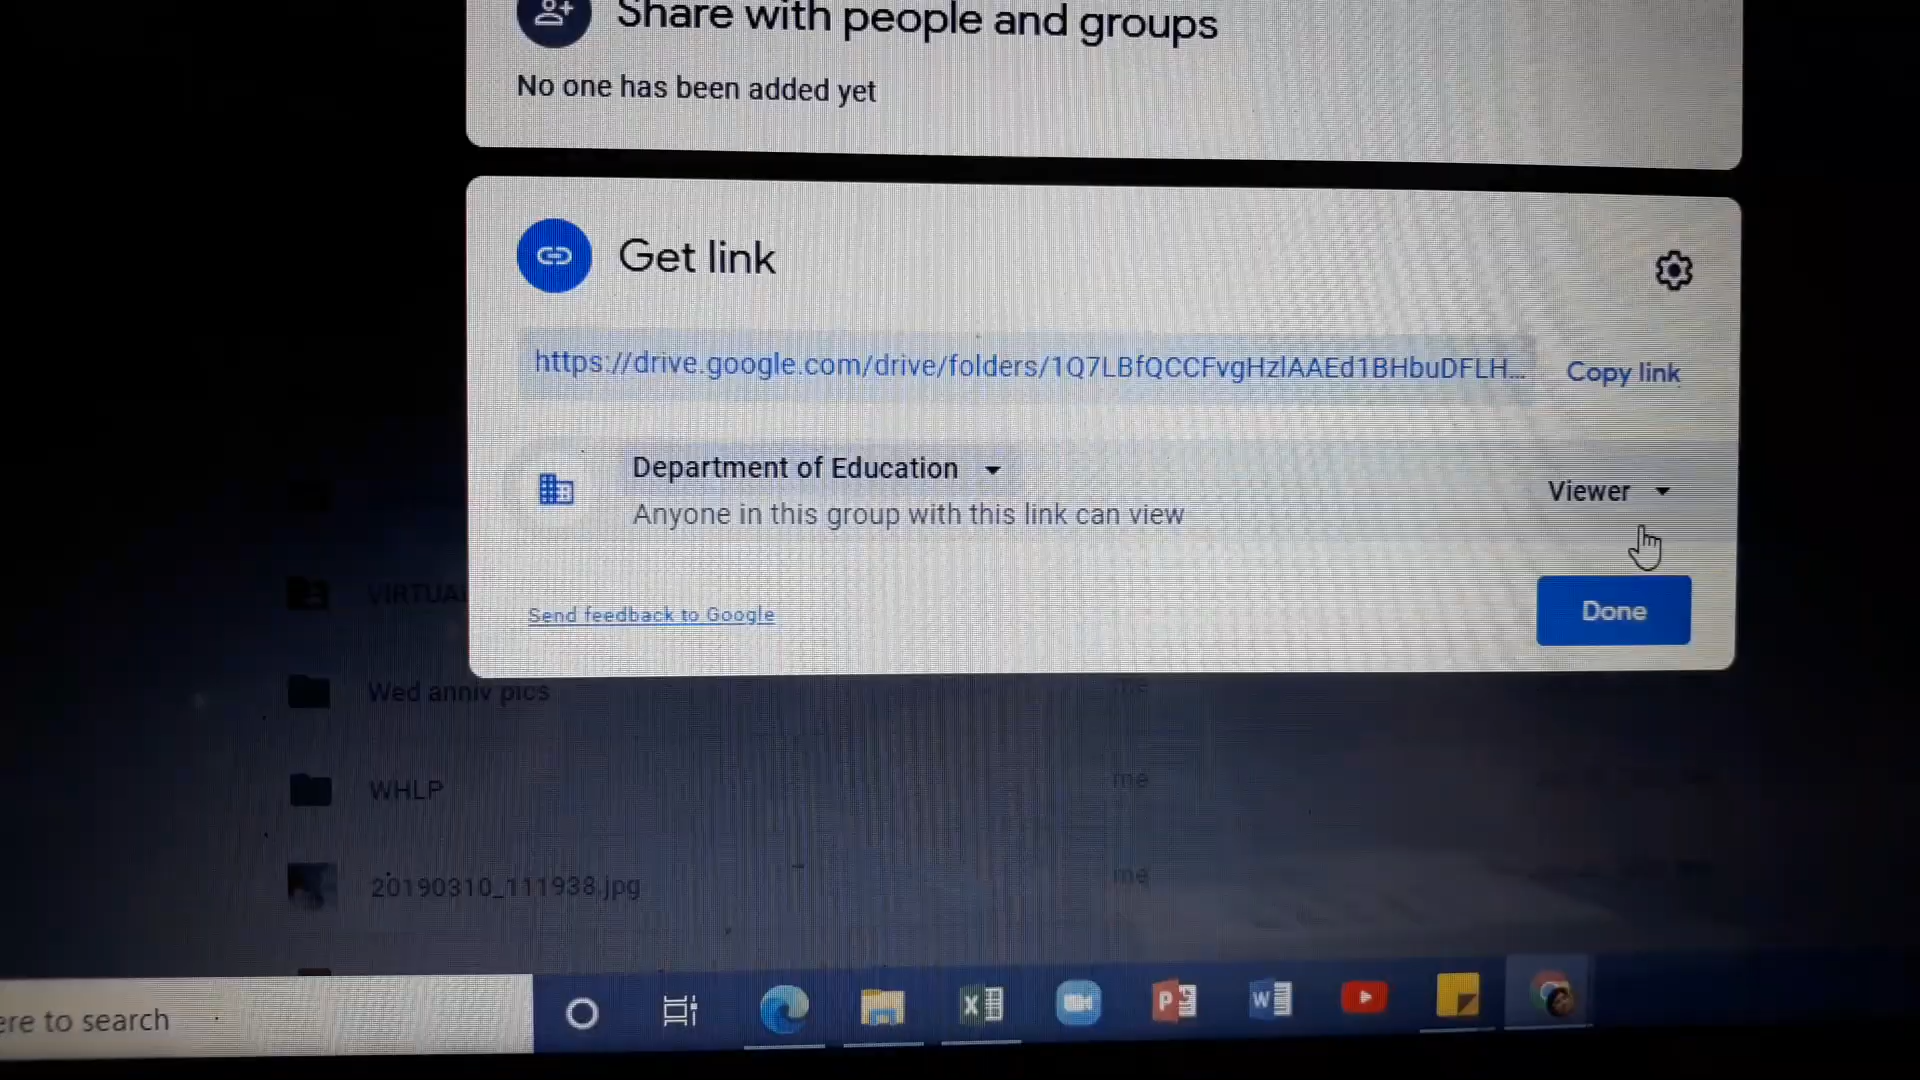 Share with people and groups
No one has been added yet
Get link
https://drive.google.com/drive/folders/1Q7LBfQCCFvgHzlAAEd1BHbuDFLH...
Copy link
Department of Education
Anyone in this group with this link can view
Viewer
Send feedback to Google
Done
VIRTUAL
Wed anniv pics
me
WHLP
me
20190310_111938.jpg
me
ere to search